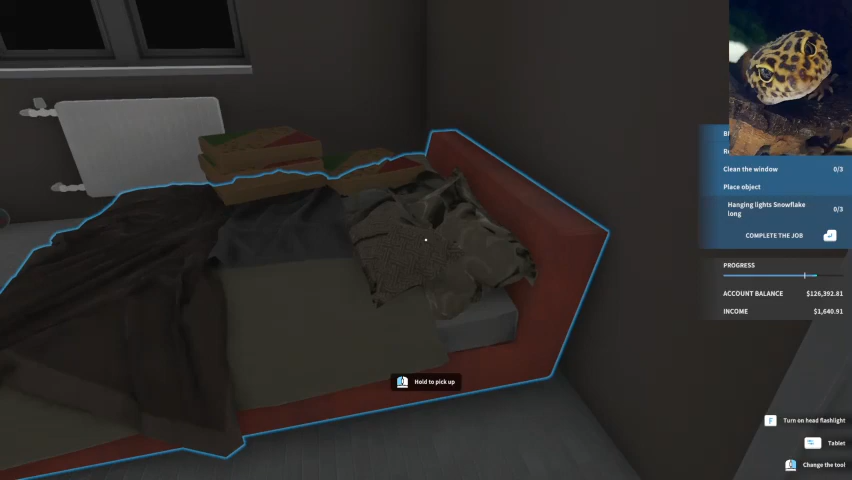 Clean the window 0/3
Place object
Hanging lights Snowflake
long 0/3
COMPLETE THE JOB
PROGRESS
ACCOUNT BALANCE $126,392.81
INCOME $1,640.91
Hold to pick up
F Turn on head flashlight
Tablet
Change the tool